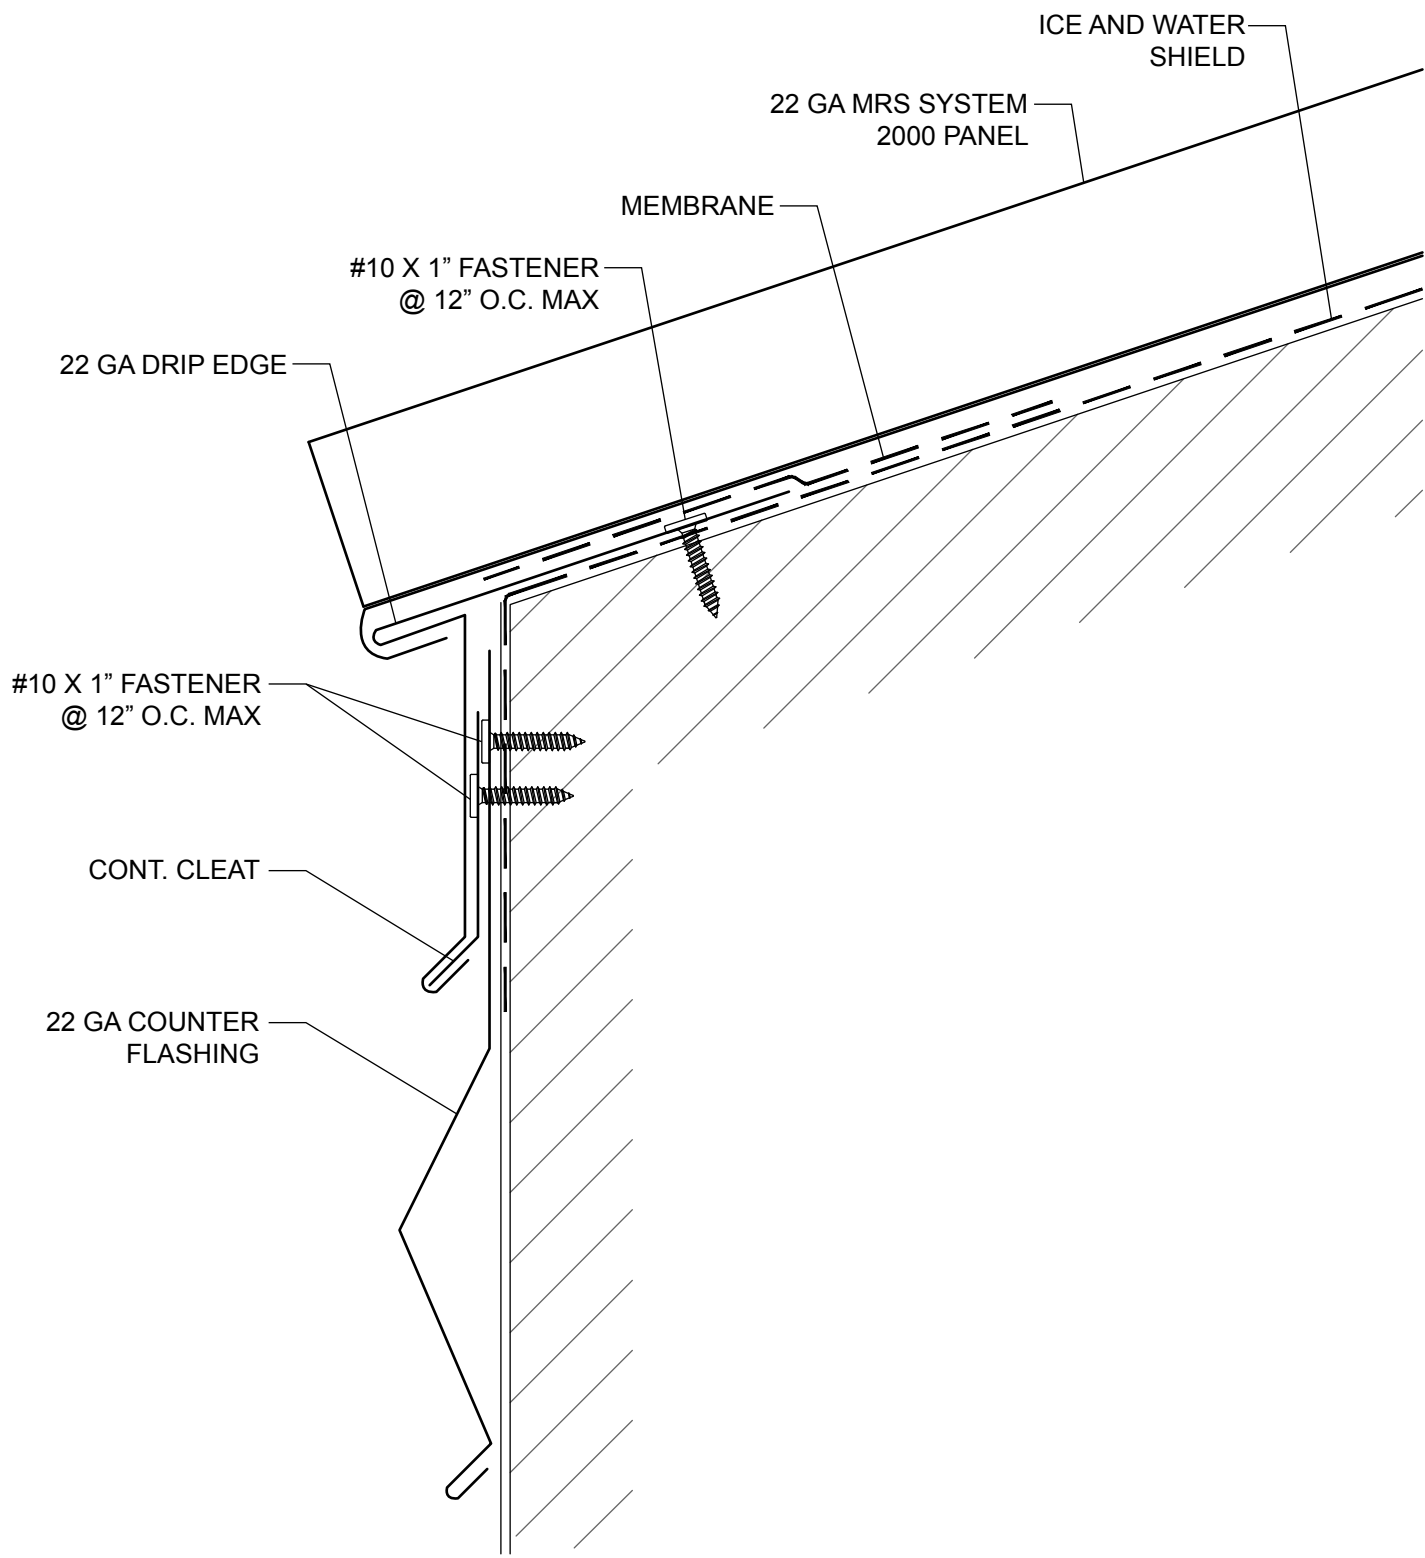 ICE AND WATER
SHIELD
22 GA MRS SYSTEM
2000 PANEL
MEMBRANE
#10 X 1” FASTENER
@ 12” O.C. MAX
22 GA DRIP EDGE
#10 X 1” FASTENER
@ 12” O.C. MAX
CONT. CLEAT
22 GA COUNTER
FLASHING